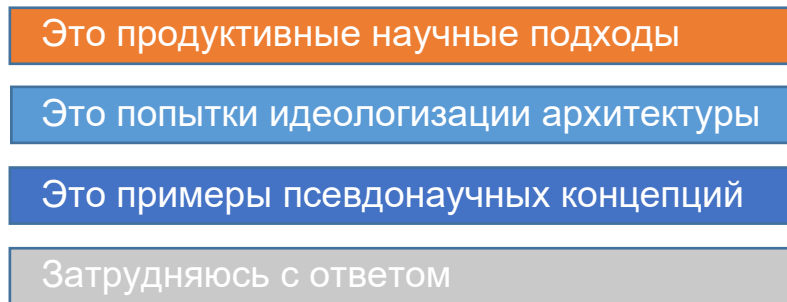 Это продуктивные научные подходы
Это попытки идеологизации архитектуры
Это примеры псевдонаучных концепций
Затрудняюсь с ответом